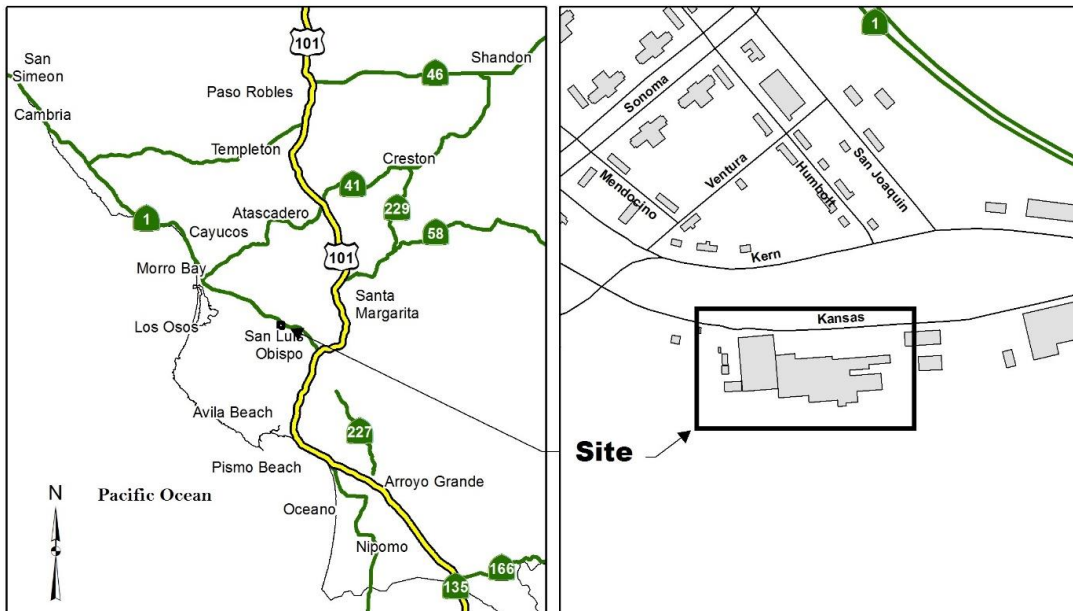 101
Shandon
San
Simeon
46
Paso Robles
Cambria
Templeton
Creston
41
229
Atascadero
1
Cayucos
58
101
Morro Bay
Santa
Margarita
Los Osos
San Luis
Obispo
Avila Beach
227
Pismo Beach
Arroyo Grande
N
Pacific Ocean
Oceano
Nipomo
166
135
1
Sonoma
Mendocino
Ventura
Humbolt
San Joaquin
Kern
Kansas
Site